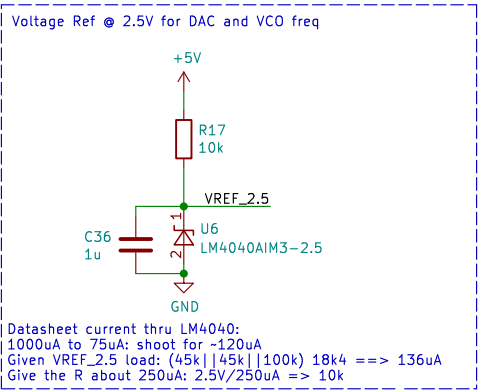 Voltage Ref @ 2.5V for DAC and VCO freq
+5V
R17
10k
VREF_2.5
1
U6
C36
LM4040AIM3-2.5
1u
2
GND
Datasheet current thru LM4040:
1000uA to 75uA: shoot for ~120uA
Given VREF_2.5 load: (45k||45k||100k) 18k4 ==> 136uA
Give the R about 250uA: 2.5V/250uA => 10k